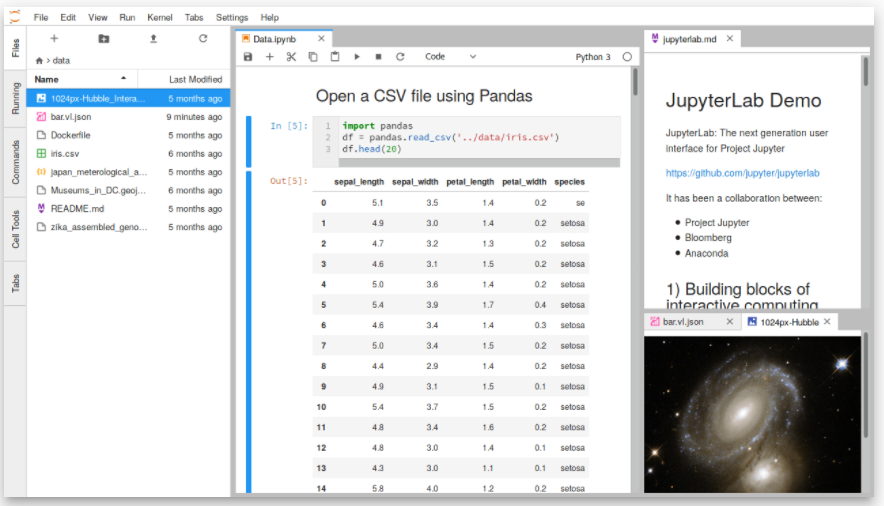 File Edit View Run Kernel Tabs Settings Help
Files
Running
Commands
Cell Tools
Tabs
> data
Name Last Modified
1024px-Hubble_Intera... 5 months ago
bar.vl.json 9 minutes ago
Dockerfile 5 months ago
iris.csv 6 months ago
japan_meterological_a... 5 months ago
Museums_in_DC.geoj... 6 months ago
README.md 5 months ago
zika_assembled_geno... 5 months ago
Data.ipynb
Code Python 3
Open a CSV file using Pandas
In [5]:
1 import pandas
2 df = pandas.read_csv('../data/iris.csv')
3 df.head(20)
Out[5]:
sepal_length sepal_width petal_length petal_width species
0 5.1 3.5 1.4 0.2 se
1 4.9 3.0 1.4 0.2 setosa
2 4.7 3.2 1.3 0.2 setosa
3 4.6 3.1 1.5 0.2 setosa
4 5.0 3.6 1.4 0.2 setosa
5 5.4 3.9 1.7 0.4 setosa
6 4.6 3.4 1.4 0.3 setosa
7 5.0 3.4 1.5 0.2 setosa
8 4.4 2.9 1.4 0.2 setosa
9 4.9 3.1 1.5 0.1 setosa
10 5.4 3.7 1.5 0.2 setosa
11 4.8 3.4 1.6 0.2 setosa
12 4.8 3.0 1.4 0.1 setosa
13 4.3 3.0 1.1 0.1 setosa
14 5.8 4.0 1.2 0.2 setosa
jupyterlab.md
JupyterLab Demo
JupyterLab: The next generation user
interface for Project Jupyter
https://github.com/jupyter/jupyterlab
It has been a collaboration between:
Project Jupyter
Bloomberg
Anaconda
1) Building blocks of
interactive computing
bar.vl.json
1024px-Hubble